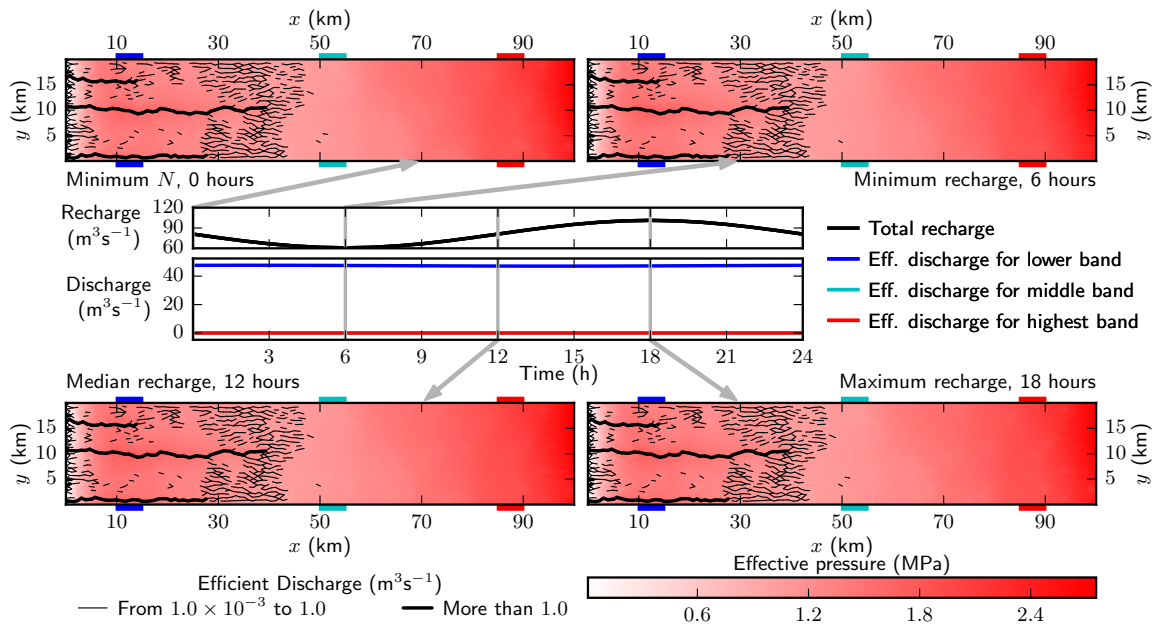 x (km)
x (km)
10 30 50 70 90
10 30 50 70 90
y (km)
15
10
5
15
10
5
y (km)
Minimum N, 0 hours
Minimum recharge, 6 hours
Recharge
(m³s⁻¹)
120
90
60
Discharge
(m³s⁻¹)
40
0
3 6 9 12 15 18 21 24
Time (h)
Total recharge
Eff. discharge for lower band
Eff. discharge for middle band
Eff. discharge for highest band
Median recharge, 12 hours
Maximum recharge, 18 hours
y (km)
15
10
5
15
10
5
y (km)
10 30 50 70 90
10 30 50 70 90
x (km)
x (km)
Efficient Discharge (m³s⁻¹)
From 1.0 × 10⁻³ to 1.0
More than 1.0
Effective pressure (MPa)
0.6 1.2 1.8 2.4